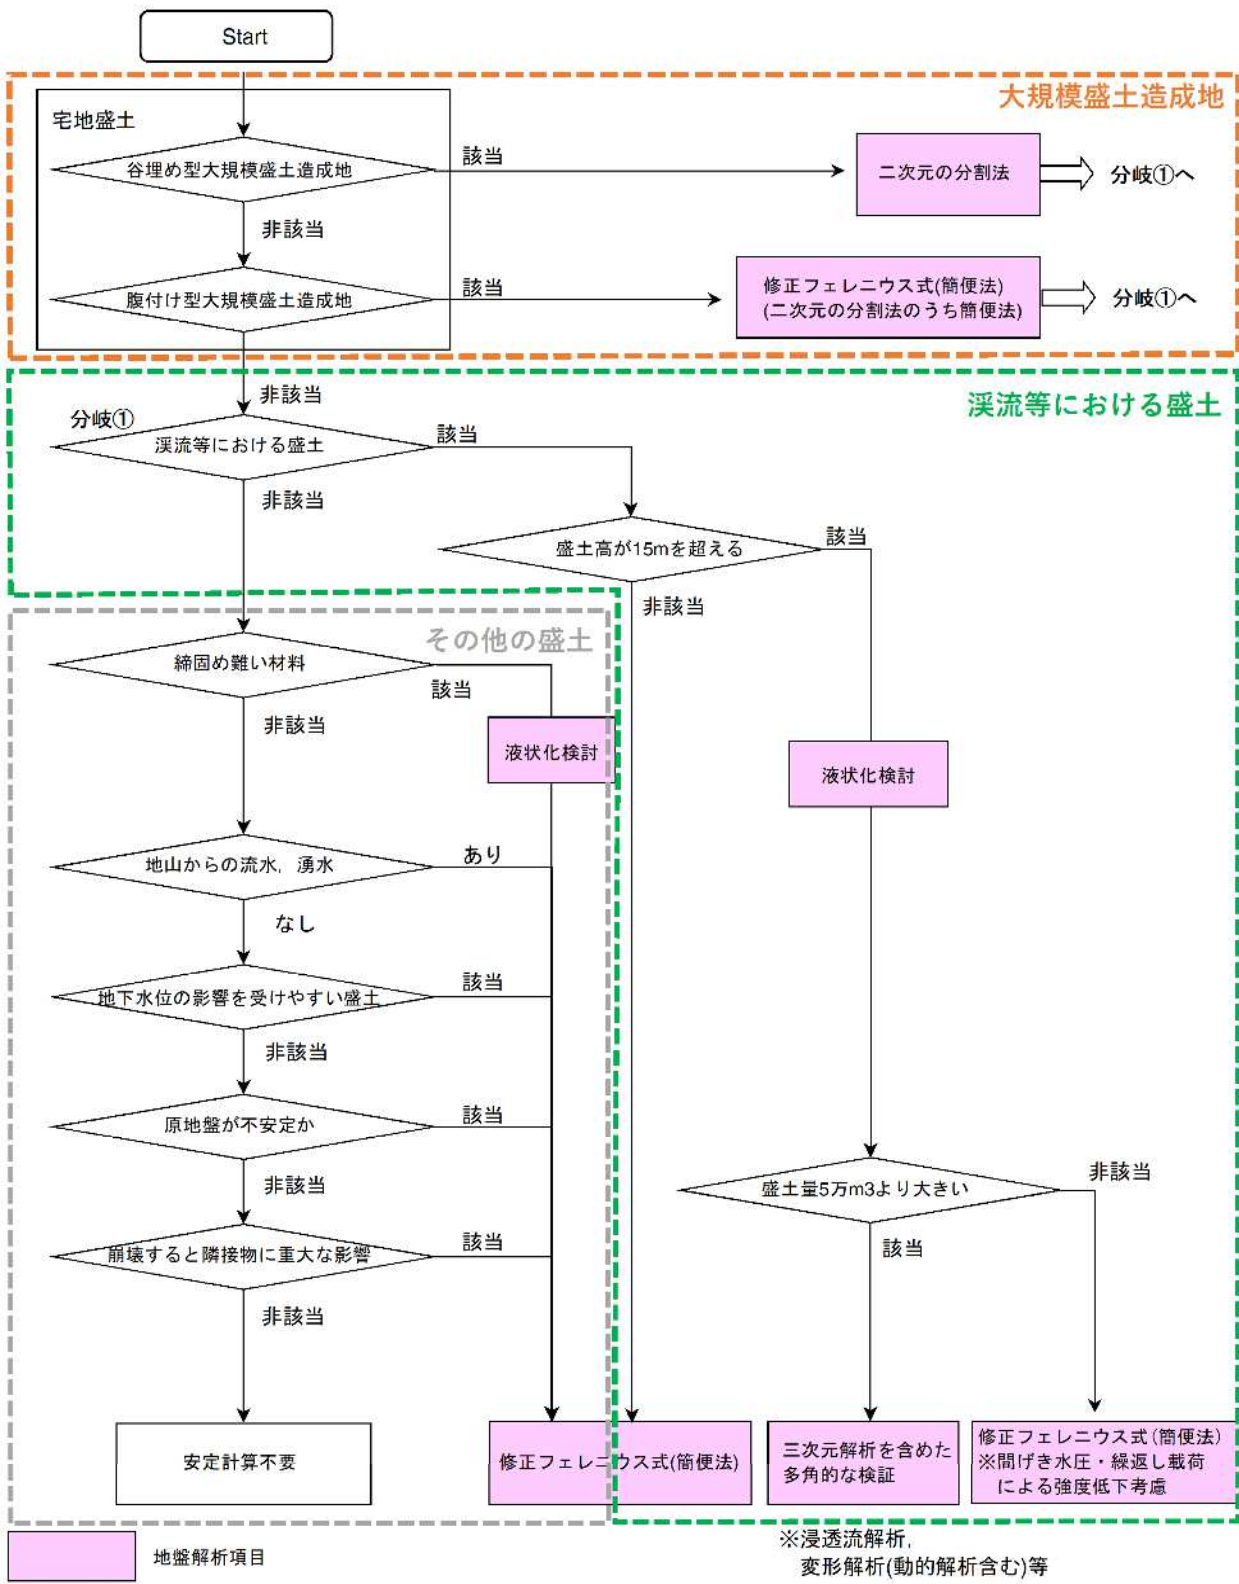 Start
大規模盛土造成地
宅地盛土
谷埋め型大規模盛土造成地
該当
二次元の分割法
分岐①へ
非該当
腹付け型大規模盛土造成地
該当
修正フェレニウス式(簡便法)
(二次元の分割法のうち簡便法)
分岐①へ
非該当
渓流等における盛土
分岐①
渓流等における盛土
該当
非該当
盛土高が15mを超える
該当
非該当
その他の盛土
締固め難い材料
該当
非該当
液状化検討
液状化検討
地山からの流水，湧水
あり
なし
地下水位の影響を受けやすい盛土
該当
非該当
原地盤が不安定か
該当
非該当
盛土量5万m3より大きい
非該当
該当
崩壊すると隣接物に重大な影響
該当
非該当
安定計算不要
修正フェレニウス式(簡便法)
三次元解析を含めた
多角的な検証
修正フェレニウス式(簡便法)
※間げき水圧・繰返し載荷
による強度低下考慮
地盤解析項目
※浸透流解析，
変形解析(動的解析含む)等